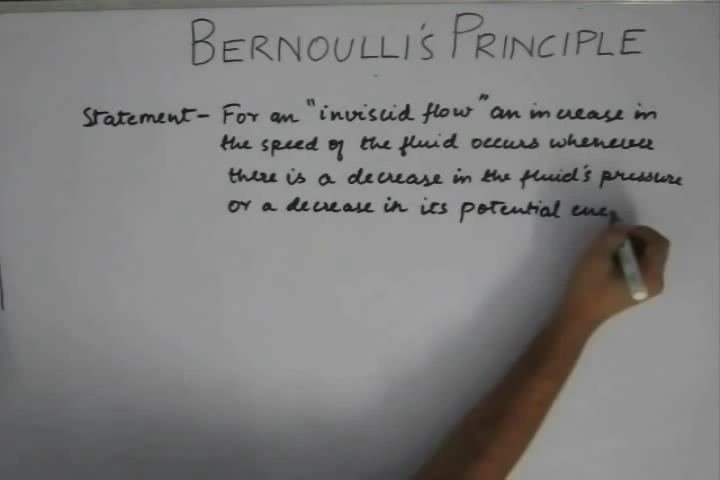 BERNOULLI'S PRINCIPLE
Statement - For an "inviscid flow" an increase in
the speed of the fluid occurs whenever
there is a decrease in the fluid's pressure
or a decrease in its potential ene